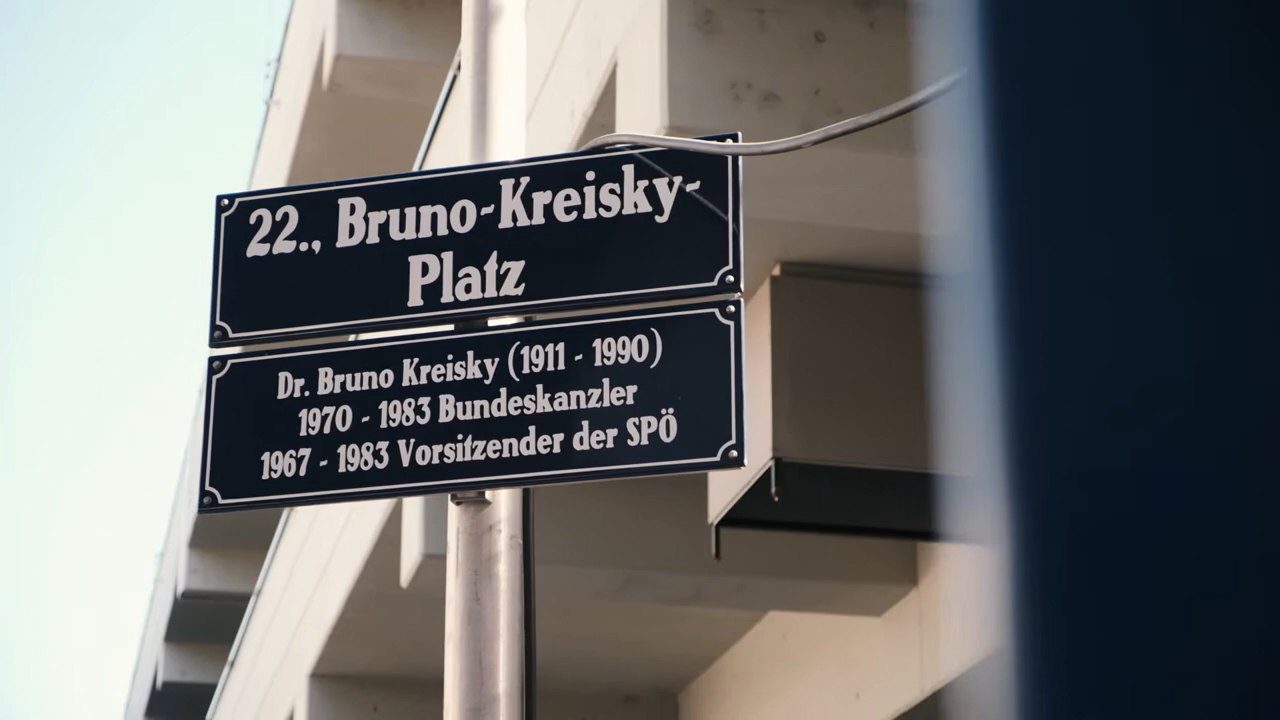 22., Bruno-Kreisky-
Platz
Dr. Bruno Kreisky (1911 - 1990)
1970 - 1983 Bundeskanzler
1967 - 1983 Vorsitzender der SPÖ